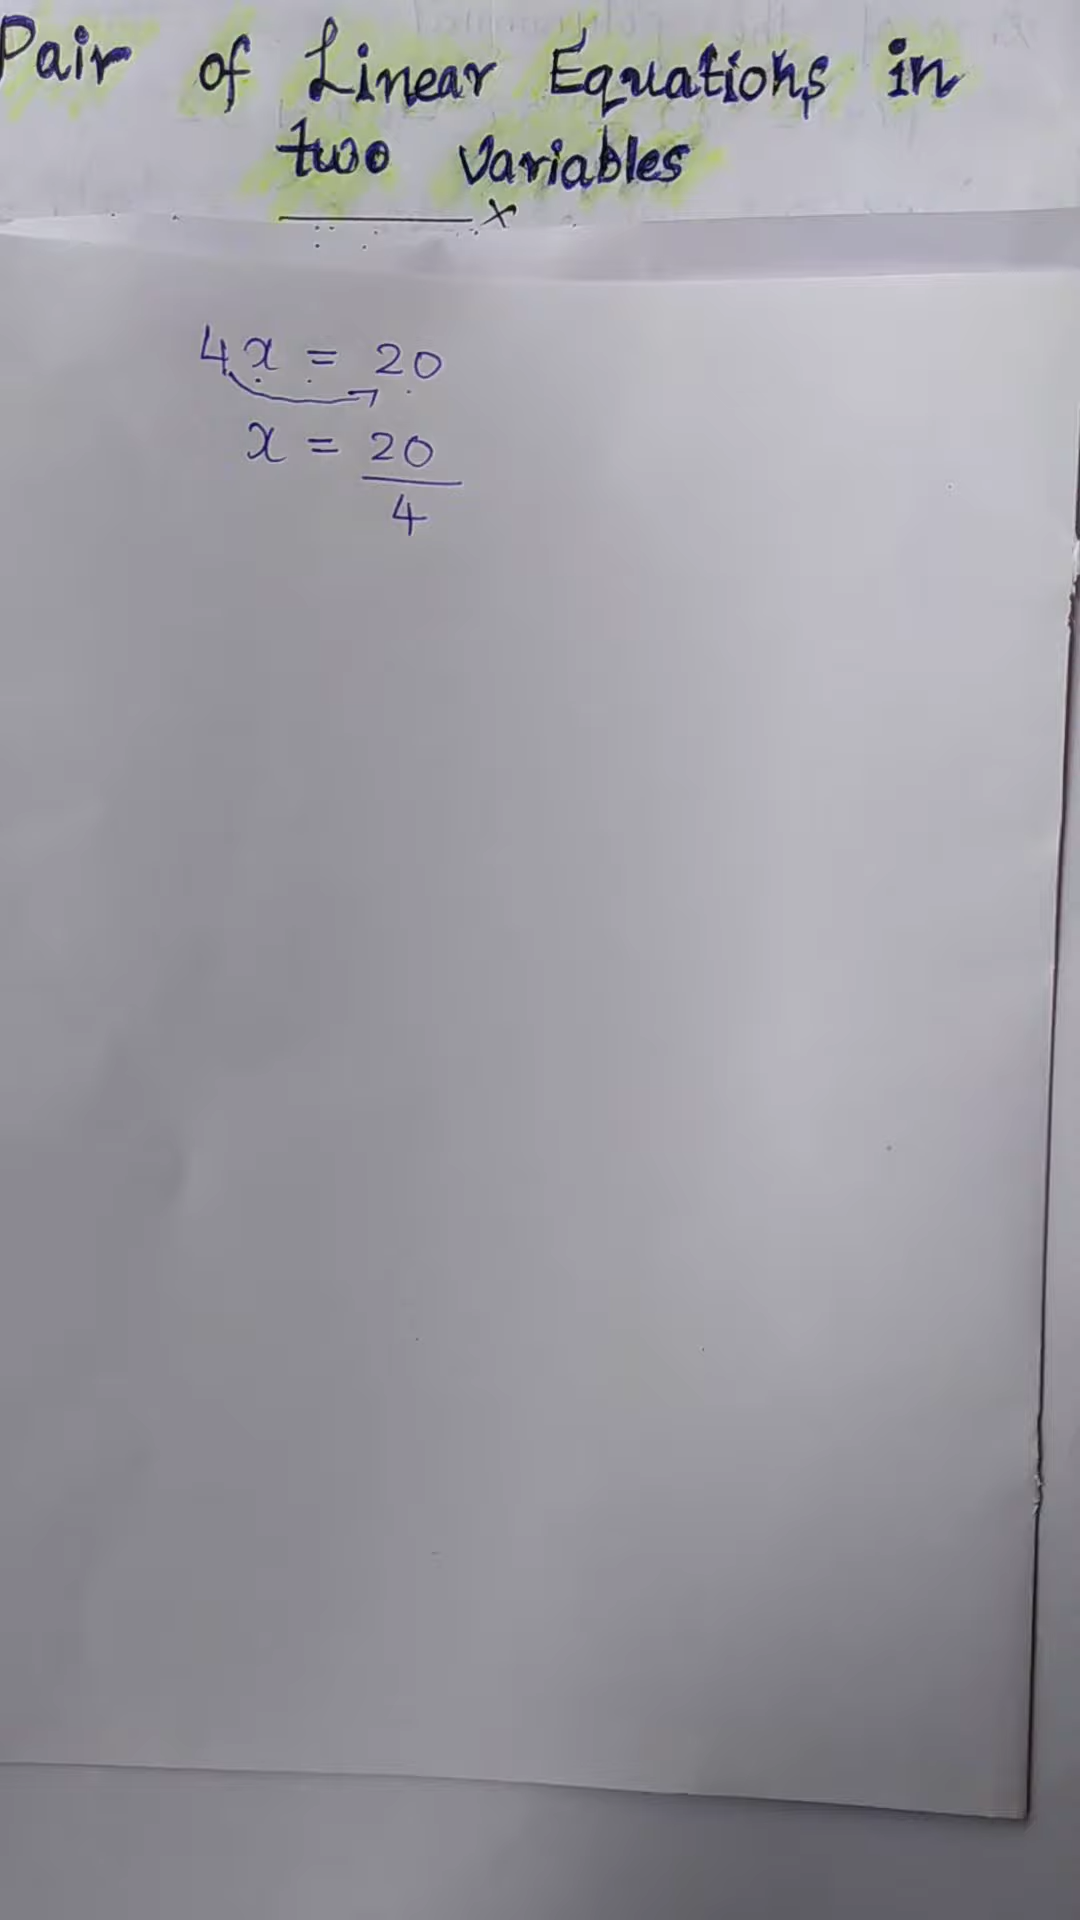 Pair of Linear Equations in
two variables
4x = 20
x = 20
4